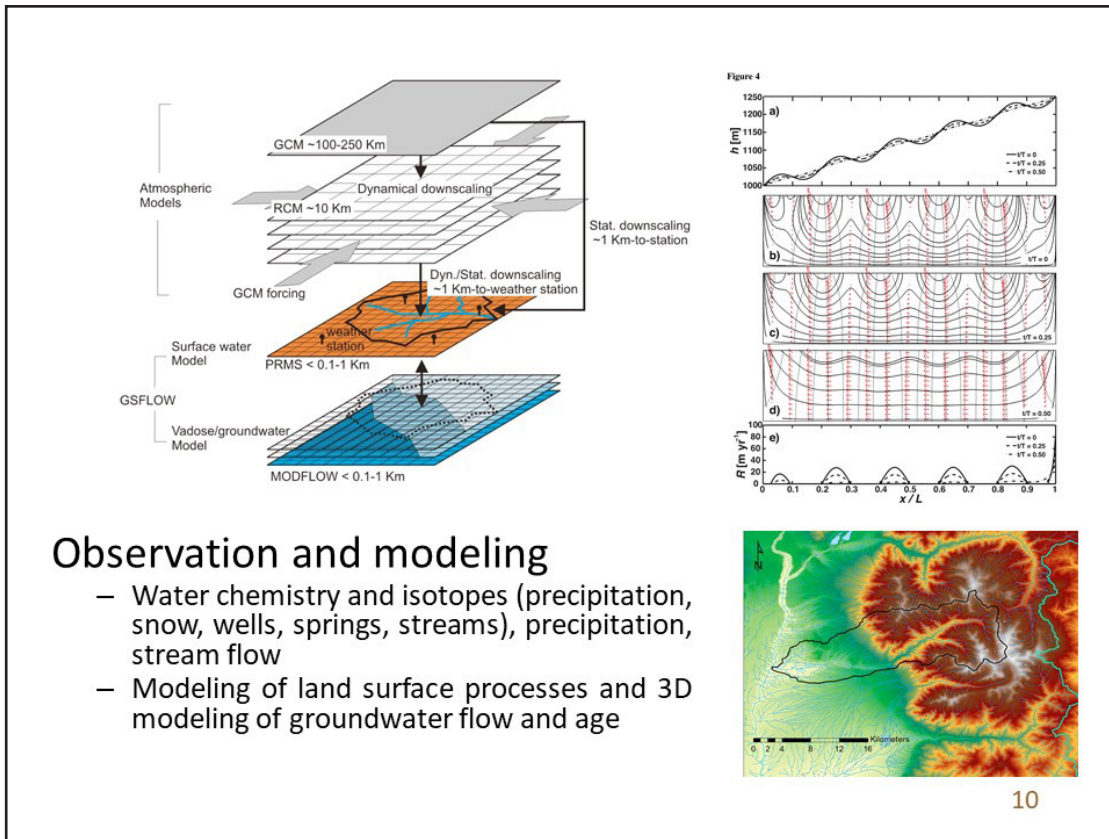 GCM ~100-250 Km
Atmospheric
Models
Dynamical downscaling
RCM ~10 Km
Stat. downscaling
~1 Km-to-station
GCM forcing
Dyn./Stat. downscaling
~1 Km-to-weather station
weather
station
Surface water
Model
PRMS < 0.1-1 Km
GSFLOW
Vadose/groundwater
Model
MODFLOW < 0.1-1 Km
Figure 4
a)
h [m]
1250
1200
1150
1100
1050
1000
t/T = 0
t/T = 0.25
t/T = 0.50
b)
t/T = 0
c)
t/T = 0.25
d)
t/T = 0.50
e)
R [m yr-1]
100
80
60
40
20
0
t/T = 0
t/T = 0.25
t/T = 0.50
0 0.1 0.2 0.3 0.4 0.5 0.6 0.7 0.8 0.9 1
x / L
Observation and modeling
– Water chemistry and isotopes (precipitation,
snow, wells, springs, streams), precipitation,
stream flow
– Modeling of land surface processes and 3D
modeling of groundwater flow and age
N
Kilometers
0 2 4 8 12 16
10